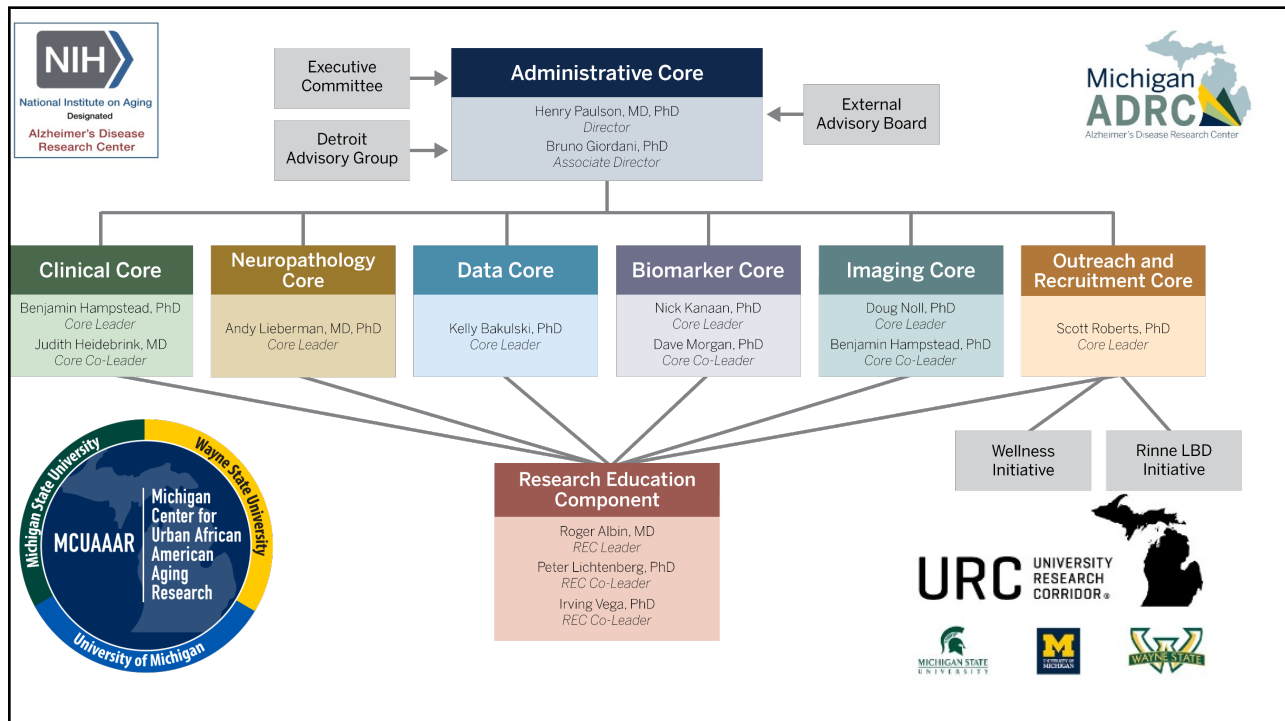 NIH
National Institute on Aging
Designated
Alzheimer's Disease
Research Center
Executive
Committee
Detroit
Advisory Group
Administrative Core
Henry Paulson, MD, PhD
Director
Bruno Giordani, PhD
Associate Director
External
Advisory Board
Michigan
ADRC
Alzheimer's Disease Research Center
Clinical Core
Benjamin Hampstead, PhD
Core Leader
Judith Heidebrink, MD
Core Co-Leader
Neuropathology
Core
Andy Lieberman, MD, PhD
Core Leader
Data Core
Kelly Bakulski, PhD
Core Leader
Biomarker Core
Nick Kanaan, PhD
Core Leader
Dave Morgan, PhD
Core Co-Leader
Imaging Core
Doug Noll, PhD
Core Leader
Benjamin Hampstead, PhD
Core Co-Leader
Outreach and
Recruitment Core
Scott Roberts, PhD
Core Leader
Wellness
Initiative
Rinne LBD
Initiative
Research Education
Component
Roger Albin, MD
REC Leader
Peter Lichtenberg, PhD
REC Co-Leader
Irving Vega, PhD
REC Co-Leader
Michigan State University
Wayne State University
University of Michigan
MCUAAAR
Michigan
Center for
Urban African
American
Aging
Research
URC
UNIVERSITY
RESEARCH
CORRIDOR®
MICHIGAN STATE
UNIVERSITY
M
UNIVERSITY OF
MICHIGAN
W
WAYNE STATE